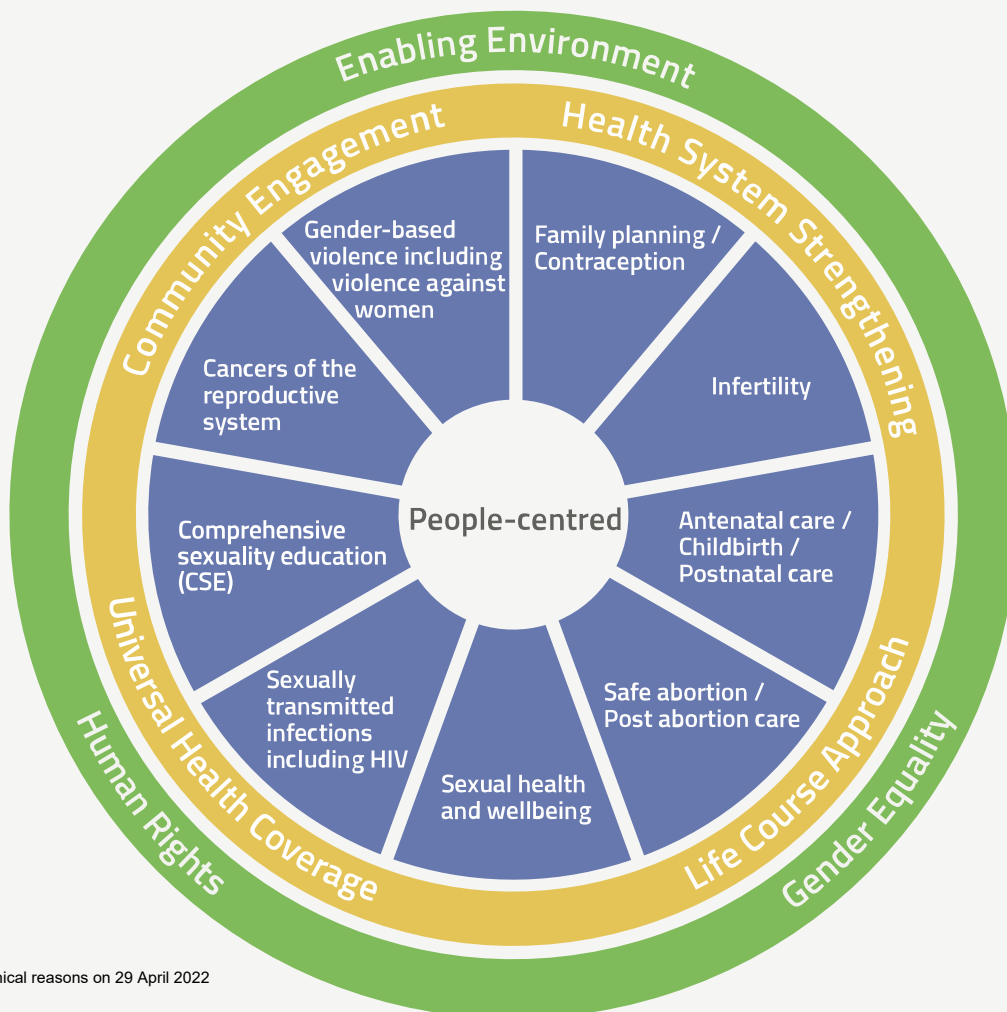 Enabling Environment
Community Engagement
Health System Strengthening
Gender-based
violence including
violence against
women
Family planning /
Contraception
Cancers of the
reproductive
system
Infertility
People-centred
Comprehensive
sexuality education
(CSE)
Antenatal care /
Childbirth /
Postnatal care
Sexually
transmitted
infections
including HIV
Safe abortion /
Post abortion care
Sexual health
and wellbeing
Universal Health Coverage
Life Course Approach
Human Rights
Gender Equality
nical reasons on 29 April 2022